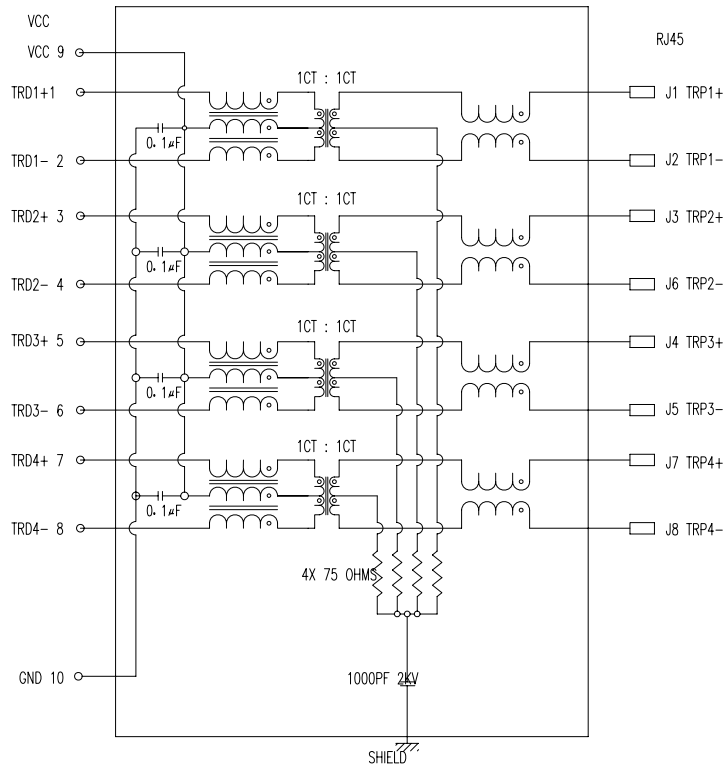 VCC
RJ45
VCC 9
1CT : 1CT
TRD1+1
J1 TRP1+
0.1µF
TRD1- 2
J2 TRP1-
1CT : 1CT
TRD2+ 3
J3 TRP2+
0.1µF
TRD2- 4
J6 TRP2-
1CT : 1CT
TRD3+ 5
J4 TRP3+
0.1µF
TRD3- 6
J5 TRP3-
1CT : 1CT
TRD4+ 7
J7 TRP4+
0.1µF
TRD4- 8
J8 TRP4-
4X 75 OHMS
GND 10
1000PF 2KV
SHIELD